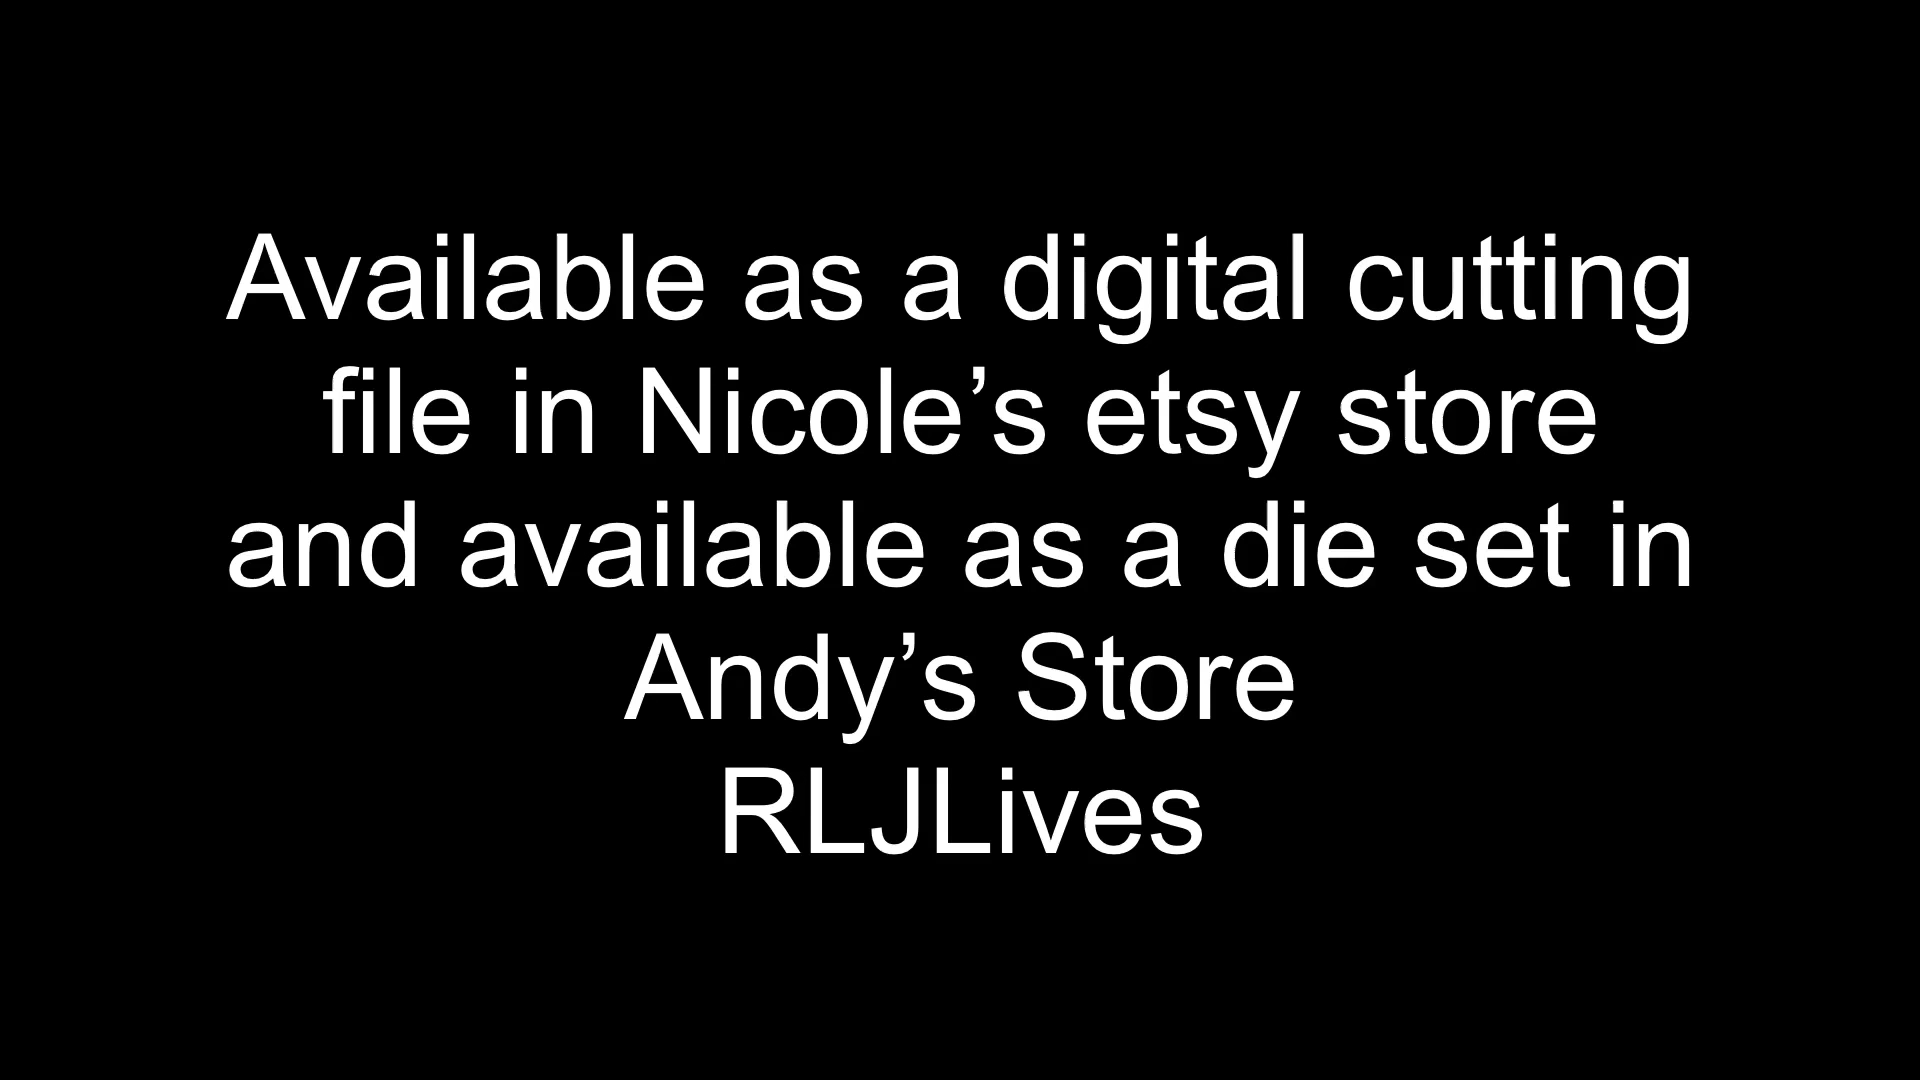 Available as a digital cutting
file in Nicole’s etsy store
and available as a die set in
Andy’s Store
RLJLives